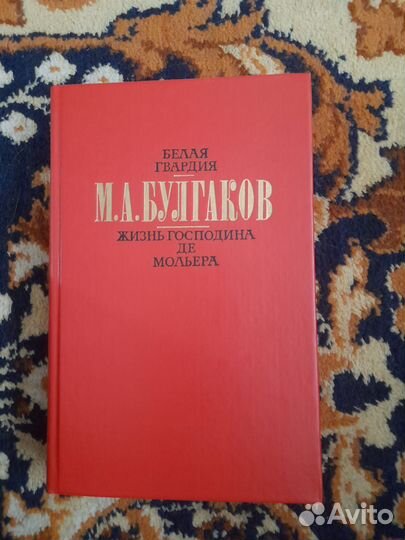 БЕЛАЯ
ГВАРДИЯ
М.А.БУЛГАКОВ
ЖИЗНЬ ГОСПОДИНА
ДЕ
МОЛЬЕРА
Avito